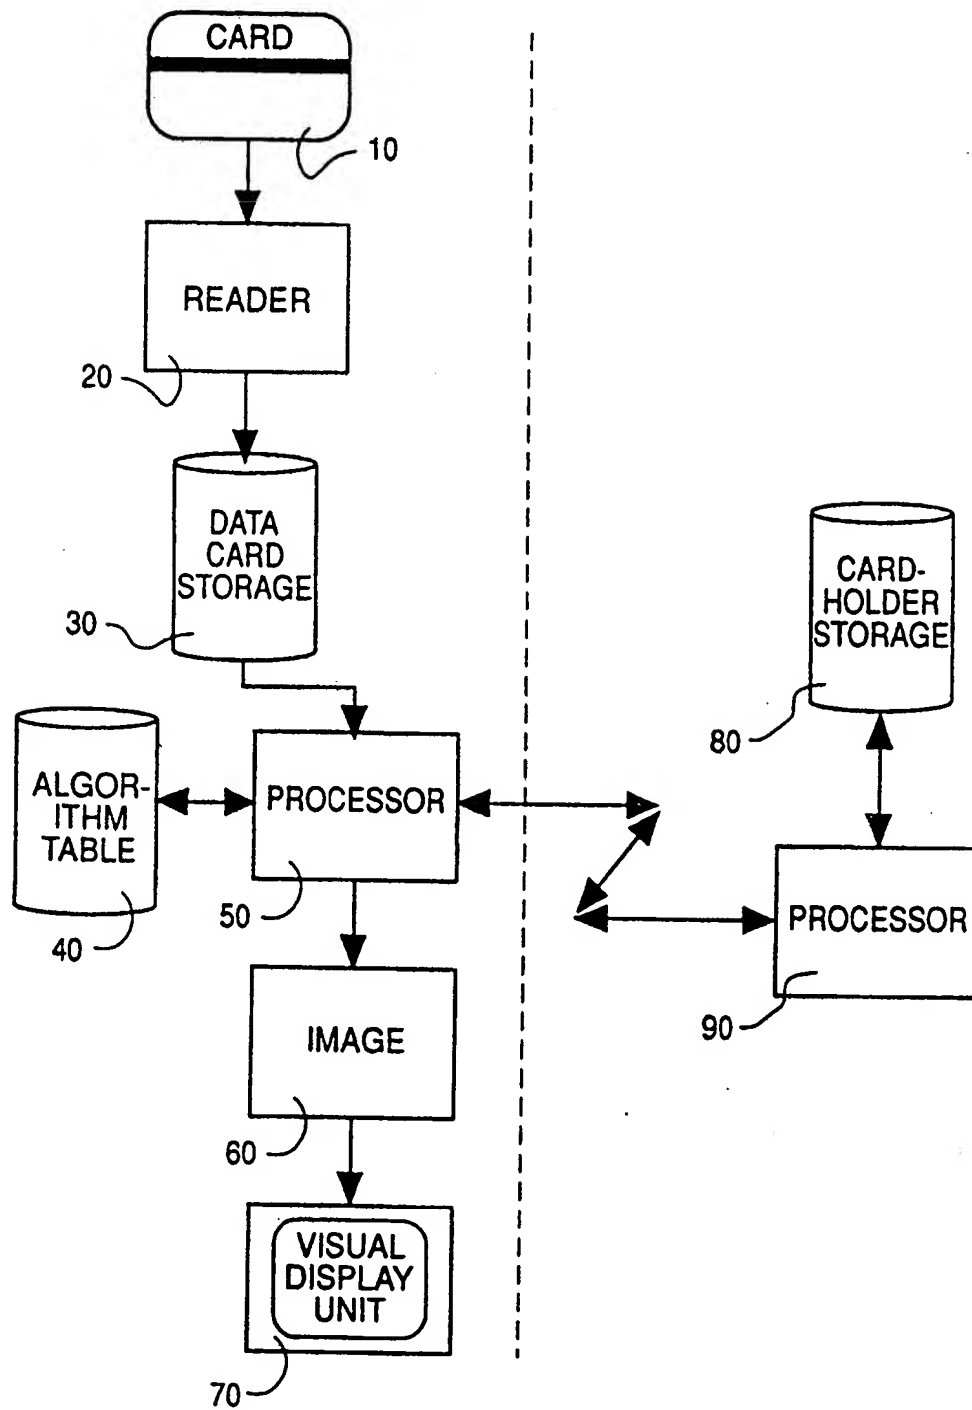 CARD
10
READER
20
DATA
CARD
STORAGE
30
CARD-
HOLDER
STORAGE
80
ALGOR-
ITHM
TABLE
40
PROCESSOR
50
PROCESSOR
90
IMAGE
60
VISUAL
DISPLAY
UNIT
70